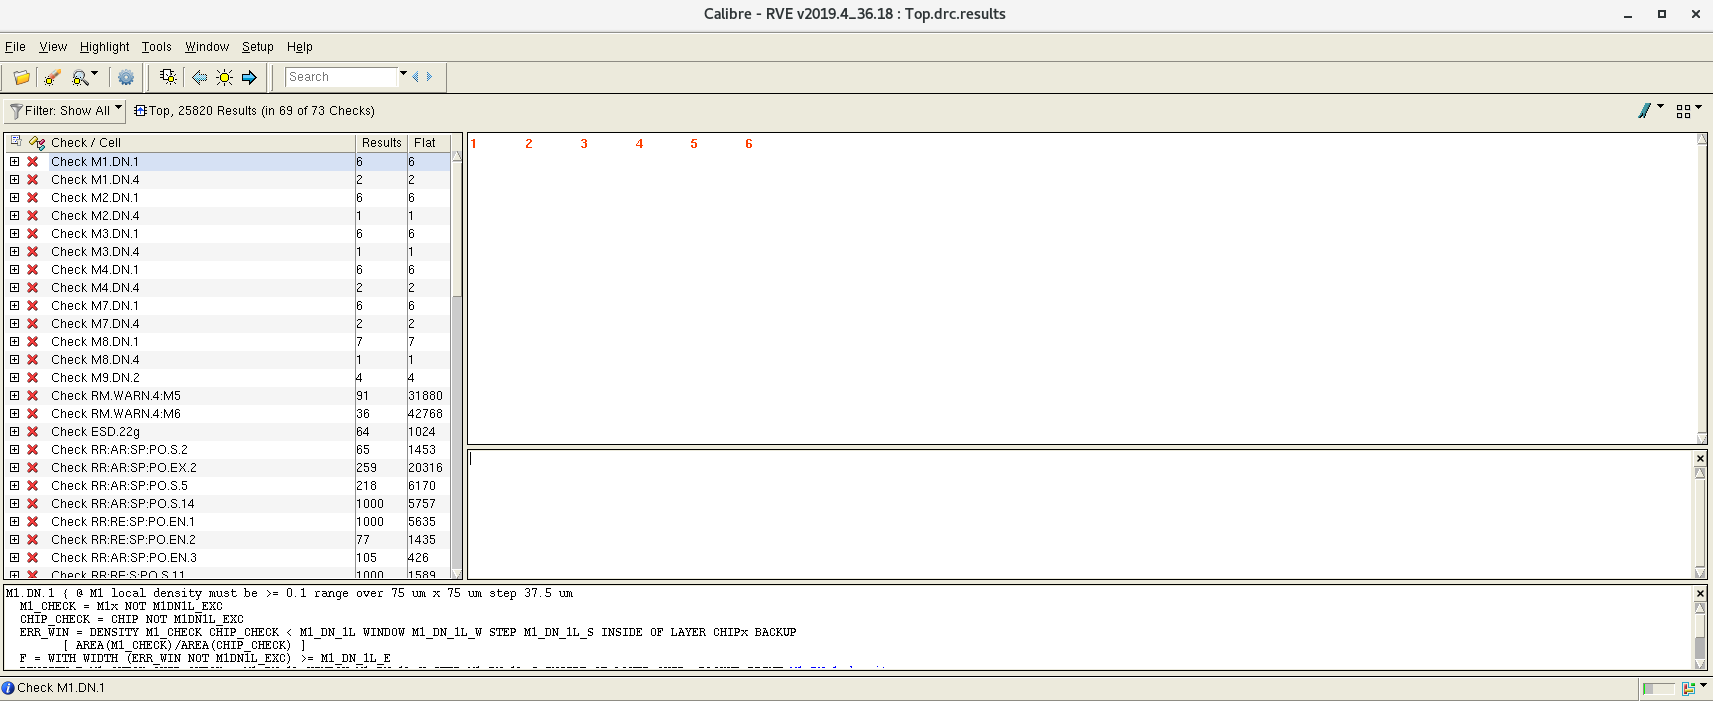 Calibre - RVE v2019.4_36.18 : Top.drc.results
File View Highlight Tools Window Setup Help
Search
Filter: Show All Top, 25820 Results (in 69 of 73 Checks)
Check / Cell Results Flat
Check M1.DN.1 6 6
Check M1.DN.4 2 2
Check M2.DN.1 6 6
Check M2.DN.4 1 1
Check M3.DN.1 6 6
Check M3.DN.4 1 1
Check M4.DN.1 6 6
Check M4.DN.4 2 2
Check M7.DN.1 6 6
Check M7.DN.4 2 2
Check M8.DN.1 7 7
Check M8.DN.4 1 1
Check M9.DN.2 4 4
Check RM.WARN.4:M5 91 31880
Check RM.WARN.4:M6 36 42768
Check ESD.22g 64 1024
Check RR:AR:SP:PO.S.2 65 1453
Check RR:AR:SP:PO.EX.2 259 20316
Check RR:AR:SP:PO.S.5 218 6170
Check RR:AR:SP:PO.S.14 1000 5757
Check RR:RE:SP:PO.EN.1 1000 5635
Check RR:RE:SP:PO.EN.2 77 1435
Check RR:AR:SP:PO.EN.3 105 426
Check RR:RE:S:PO.S.11 1000 1589
1 2 3 4 5 6
M1.DN.1 { @ M1 local density must be >= 0.1 range over 75 um x 75 um step 37.5 um
M1_CHECK = M1x NOT M1DN1L_EXC
CHIP_CHECK = CHIP NOT M1DN1L_EXC
ERR_WIN = DENSITY M1_CHECK CHIP_CHECK < M1_DN_1L WINDOW M1_DN_1L_W STEP M1_DN_1L_S INSIDE OF LAYER CHIPx BACKUP
[ AREA(M1_CHECK)/AREA(CHIP_CHECK) ]
F = WITH WIDTH (ERR_WIN NOT M1DN1L_EXC) >= M1_DN_1L_E
Check M1.DN.1